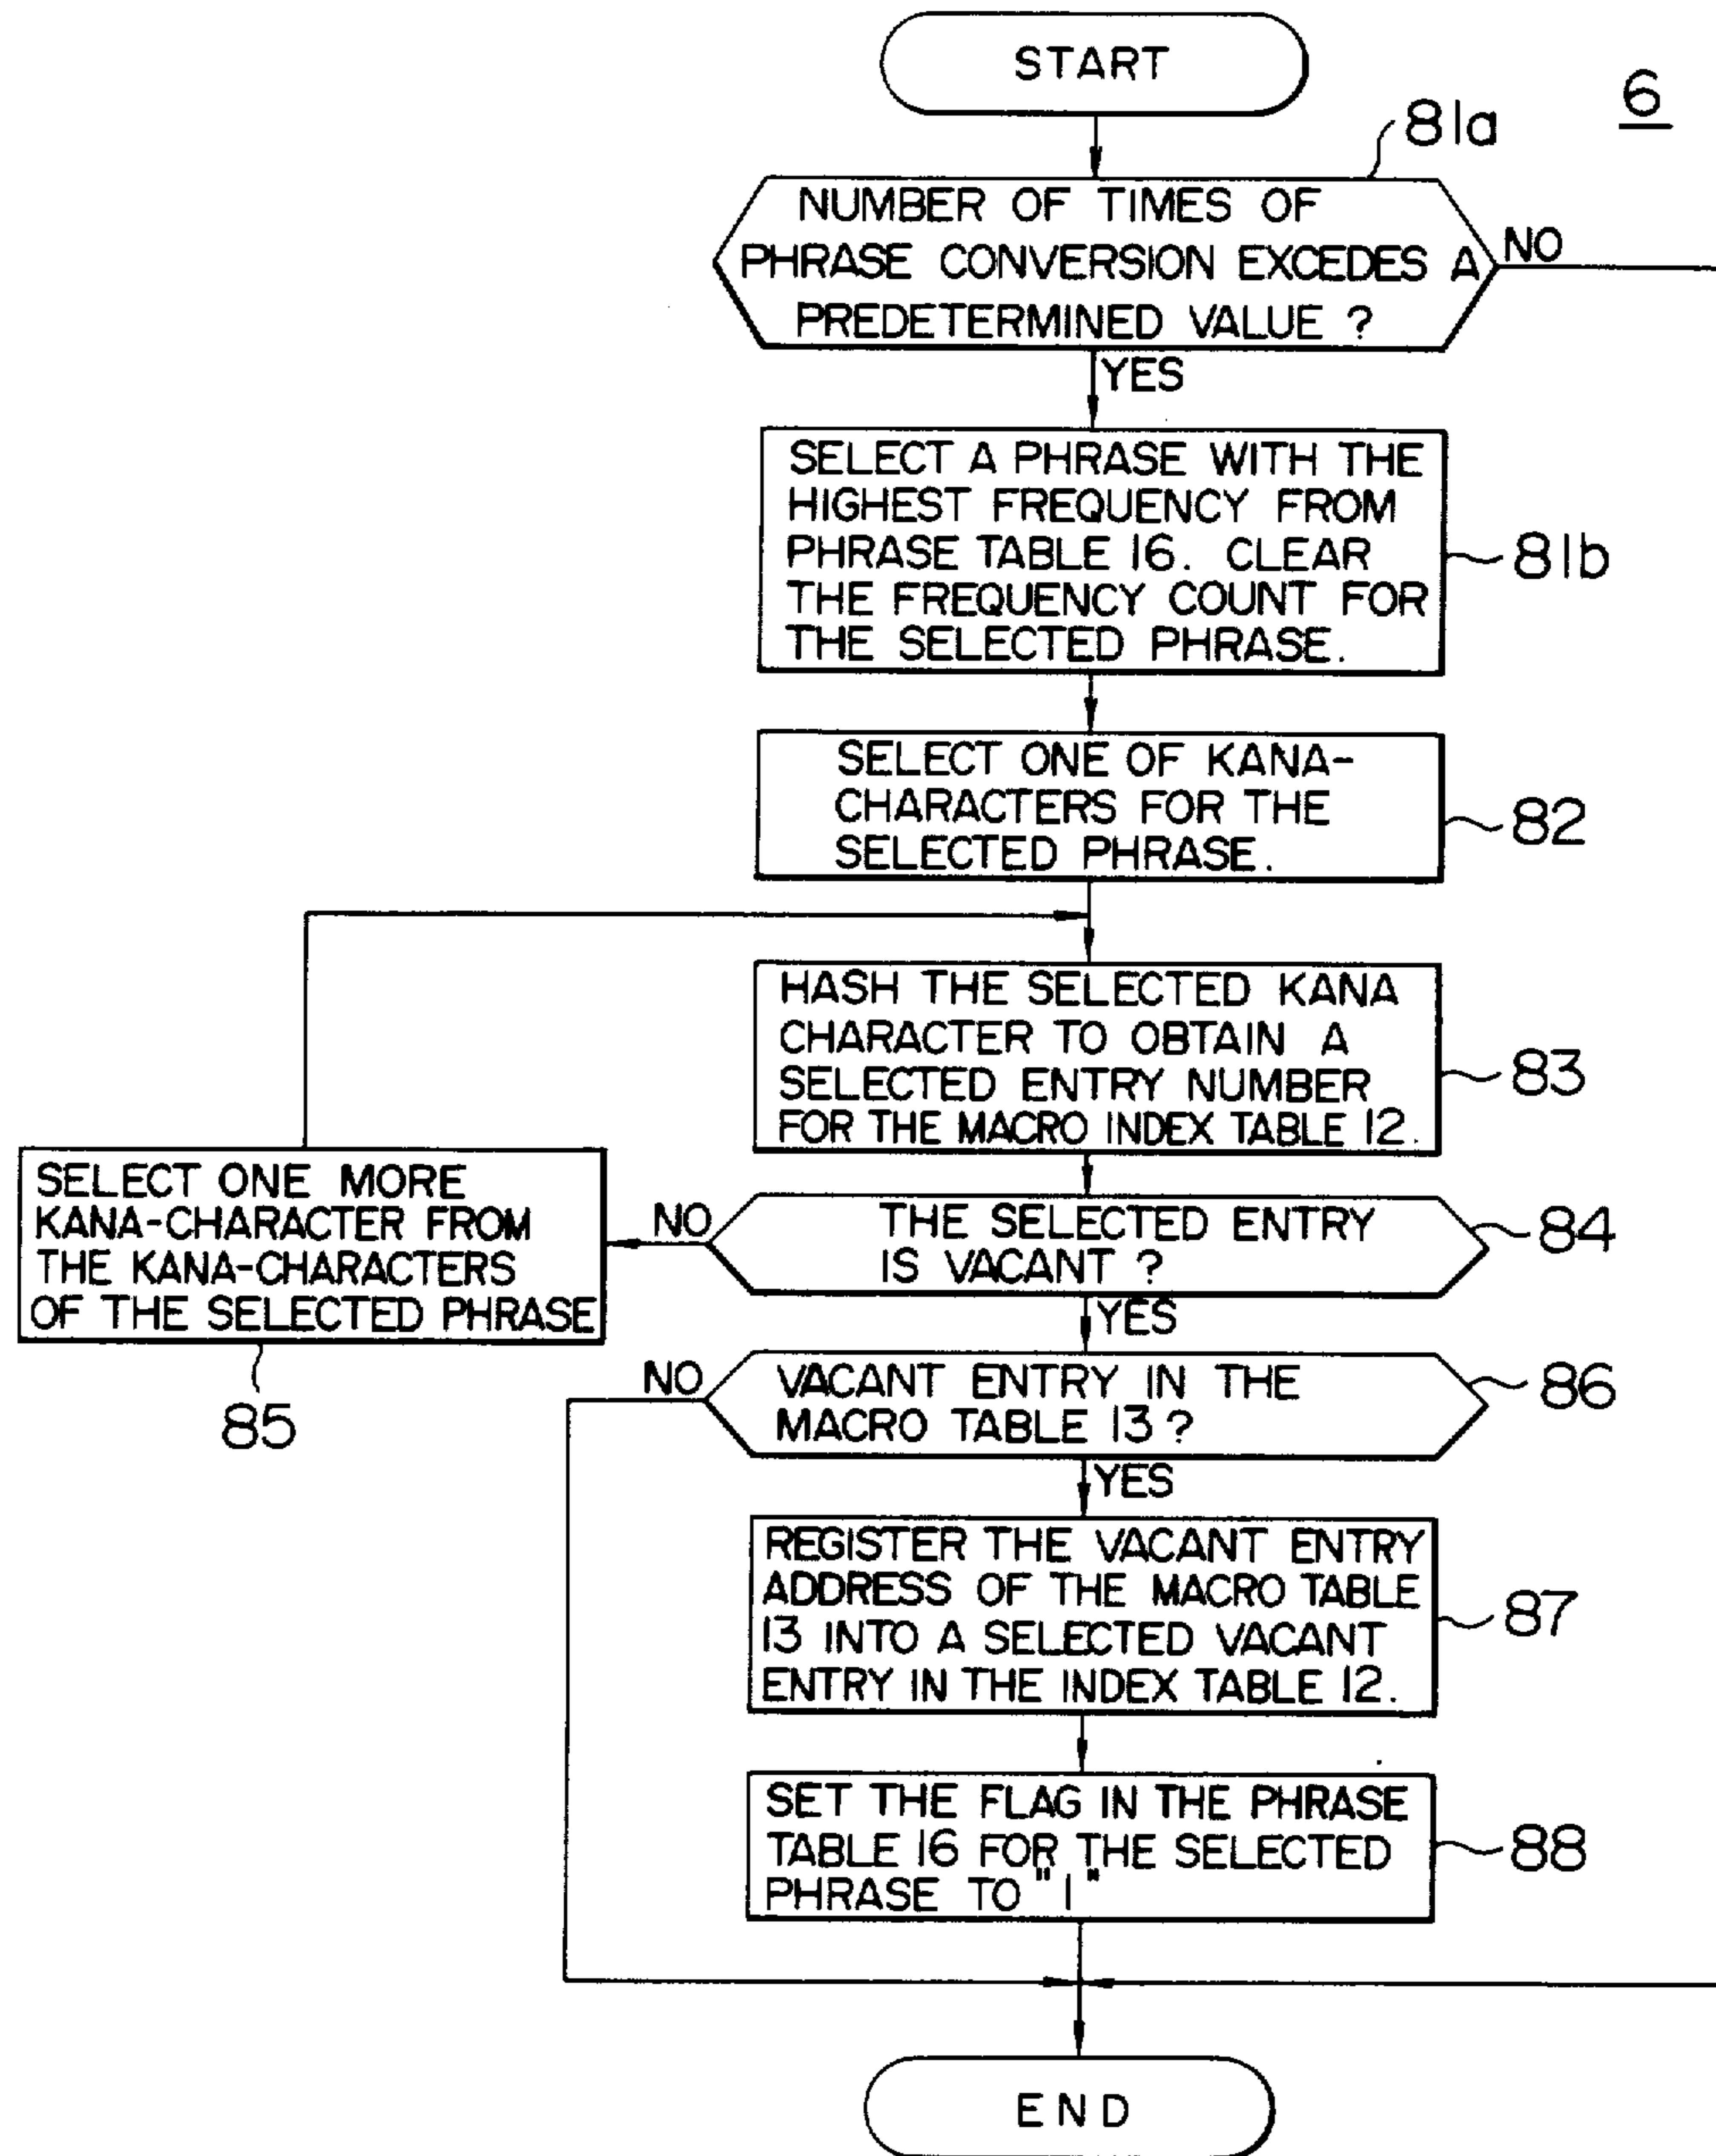 START
6
81a
NUMBER OF TIMES OF
PHRASE CONVERSION EXCEDES A
PREDETERMINED VALUE ?
NO
YES
SELECT A PHRASE WITH THE
HIGHEST FREQUENCY FROM
PHRASE TABLE 16. CLEAR
THE FREQUENCY COUNT FOR
THE SELECTED PHRASE.
81b
SELECT ONE OF KANA-
CHARACTERS FOR THE
SELECTED PHRASE.
82
HASH THE SELECTED KANA
CHARACTER TO OBTAIN A
SELECTED ENTRY NUMBER
FOR THE MACRO INDEX TABLE 12.
83
SELECT ONE MORE
KANA-CHARACTER FROM
THE KANA-CHARACTERS
OF THE SELECTED PHRASE
85
NO
THE SELECTED ENTRY
IS VACANT ?
84
YES
NO
VACANT ENTRY IN THE
MACRO TABLE 13 ?
86
YES
REGISTER THE VACANT ENTRY
ADDRESS OF THE MACRO TABLE
13 INTO A SELECTED VACANT
ENTRY IN THE INDEX TABLE 12.
87
SET THE FLAG IN THE PHRASE
TABLE 16 FOR THE SELECTED
PHRASE TO "1"
88
END